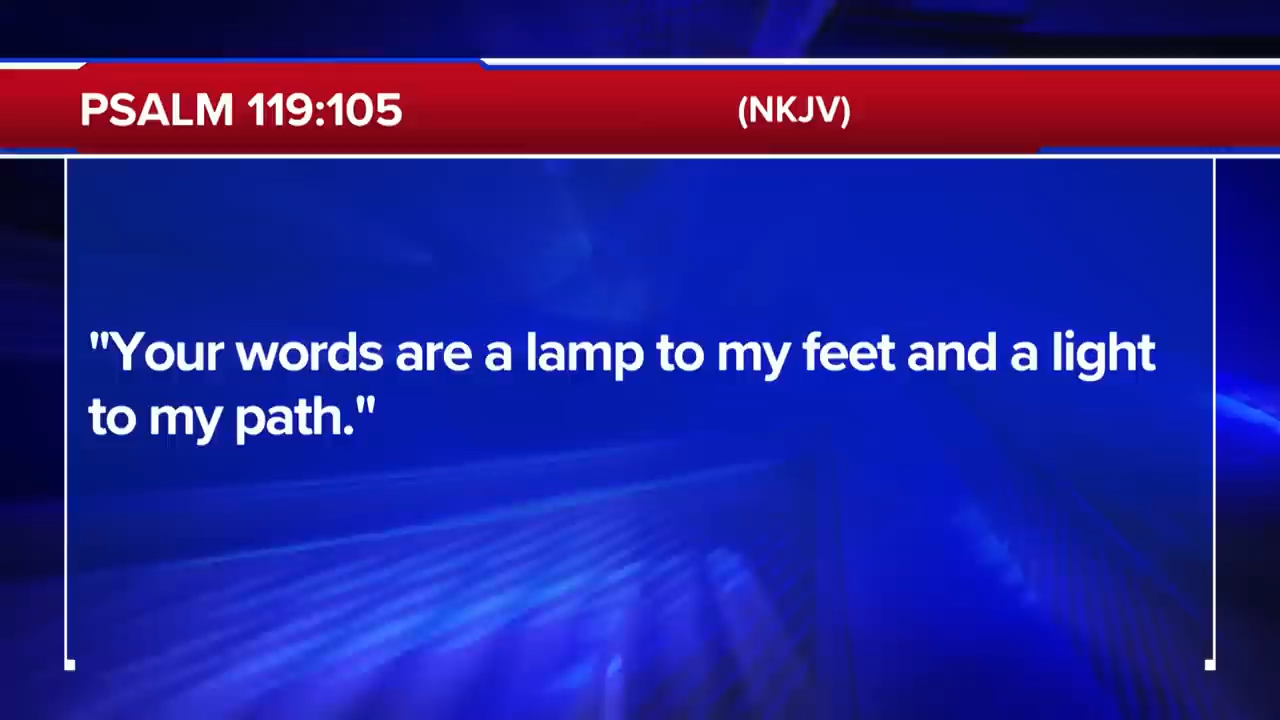 PSALM 119:105 (NKJV)
"Your words are a lamp to my feet and a light
to my path."